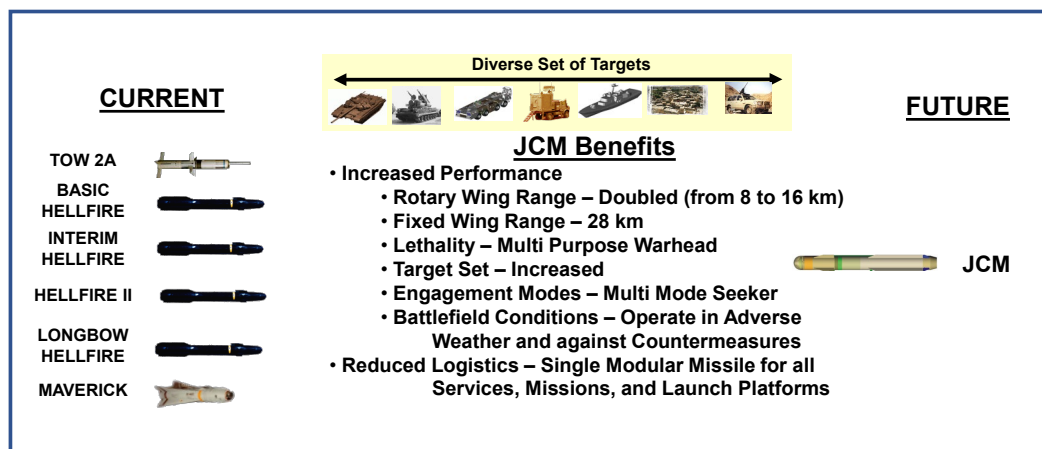 Diverse Set of Targets
CURRENT
FUTURE
TOW 2A
BASIC
HELLFIRE
INTERIM
HELLFIRE
HELLFIRE II
LONGBOW
HELLFIRE
MAVERICK
JCM Benefits
• Increased Performance
• Rotary Wing Range – Doubled (from 8 to 16 km)
• Fixed Wing Range – 28 km
• Lethality – Multi Purpose Warhead
• Target Set – Increased
• Engagement Modes – Multi Mode Seeker
• Battlefield Conditions – Operate in Adverse
Weather and against Countermeasures
• Reduced Logistics – Single Modular Missile for all
Services, Missions, and Launch Platforms
JCM